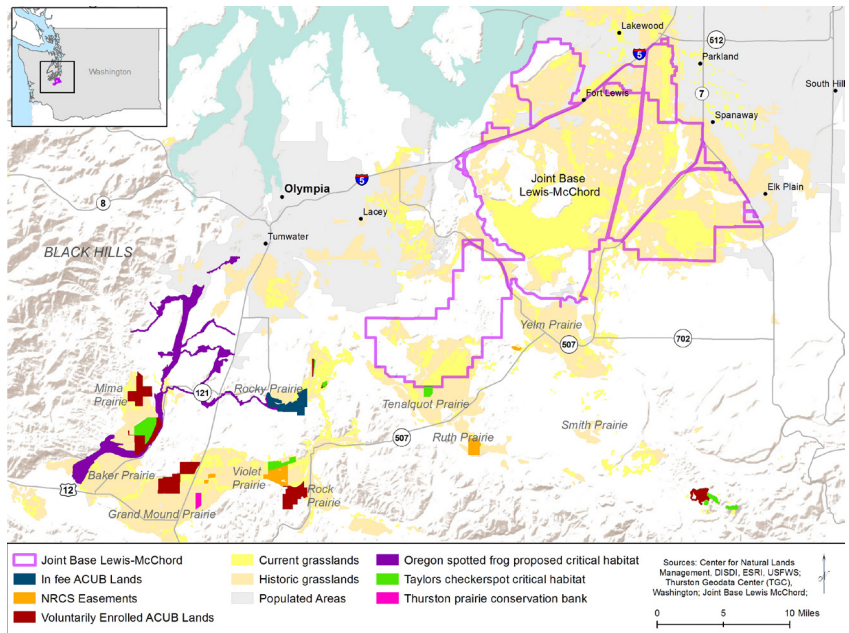 Washington
Lakewood
5
512
Parkland
Fort Lewis
7
South Hill
Spanaway
Joint Base
Lewis-McChord
Elk Plain
Olympia
5
8
Lacey
Tumwater
BLACK HILLS
Yelm Prairie
507
702
Mima
Prairie
121
Rocky Prairie
Tenalquot Prairie
Smith Prairie
507
Ruth Prairie
Baker Prairie
Violet
Prairie
Rock
Prairie
12
Grand Mound Prairie
Joint Base Lewis-McChord
In fee ACUB Lands
NRCS Easements
Voluntarily Enrolled ACUB Lands
Current grasslands
Historic grasslands
Populated Areas
Oregon spotted frog proposed critical habitat
Taylors checkerspot critical habitat
Thurston prairie conservation bank
Sources: Center for Natural Lands
Management, DISDI, ESRI, USFWS;
Thurston Geodata Center (TGC),
Washington; Joint Base Lewis McChord;
0 5 10 Miles